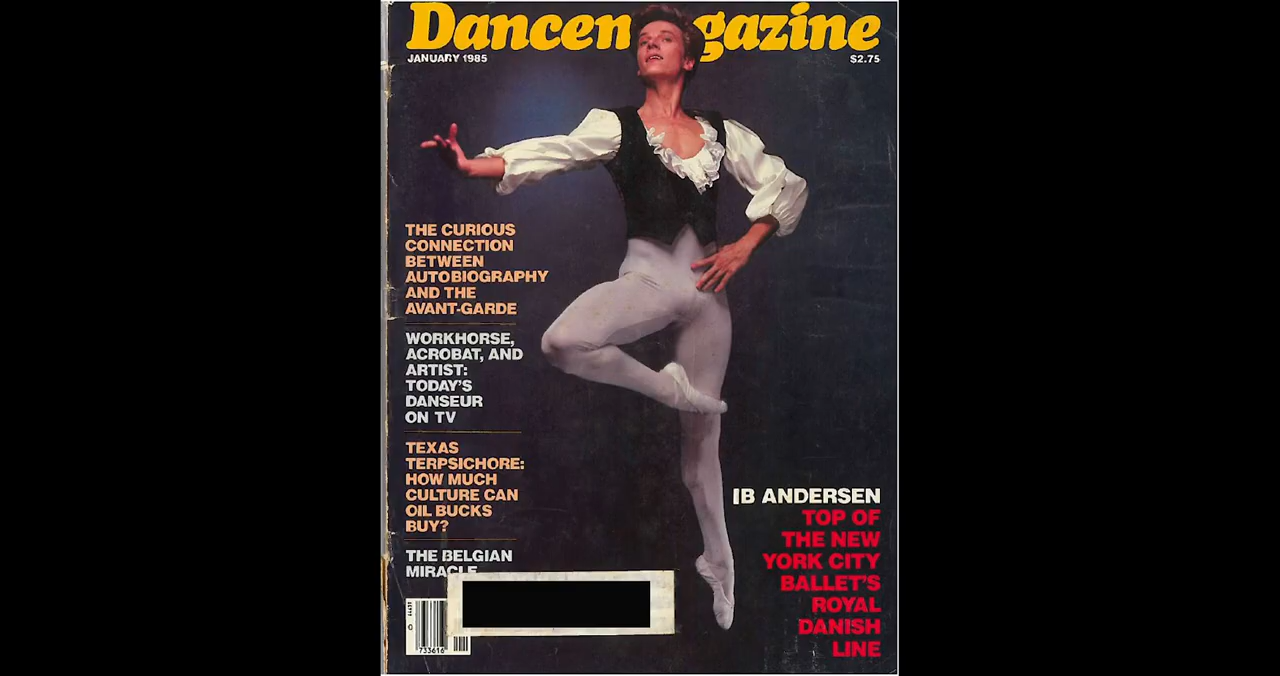 Dancemagazine
JANUARY 1985
$2.75
THE CURIOUS
CONNECTION
BETWEEN
AUTOBIOGRAPHY
AND THE
AVANT-GARDE
WORKHORSE,
ACROBAT, AND
ARTIST:
TODAY'S
DANSEUR
ON TV
TEXAS
TERPSICHORE:
HOW MUCH
CULTURE CAN
OIL BUCKS
BUY?
THE BELGIAN
MIRACLE
IB ANDERSEN
TOP OF
THE NEW
YORK CITY
BALLET'S
ROYAL
DANISH
LINE
733616